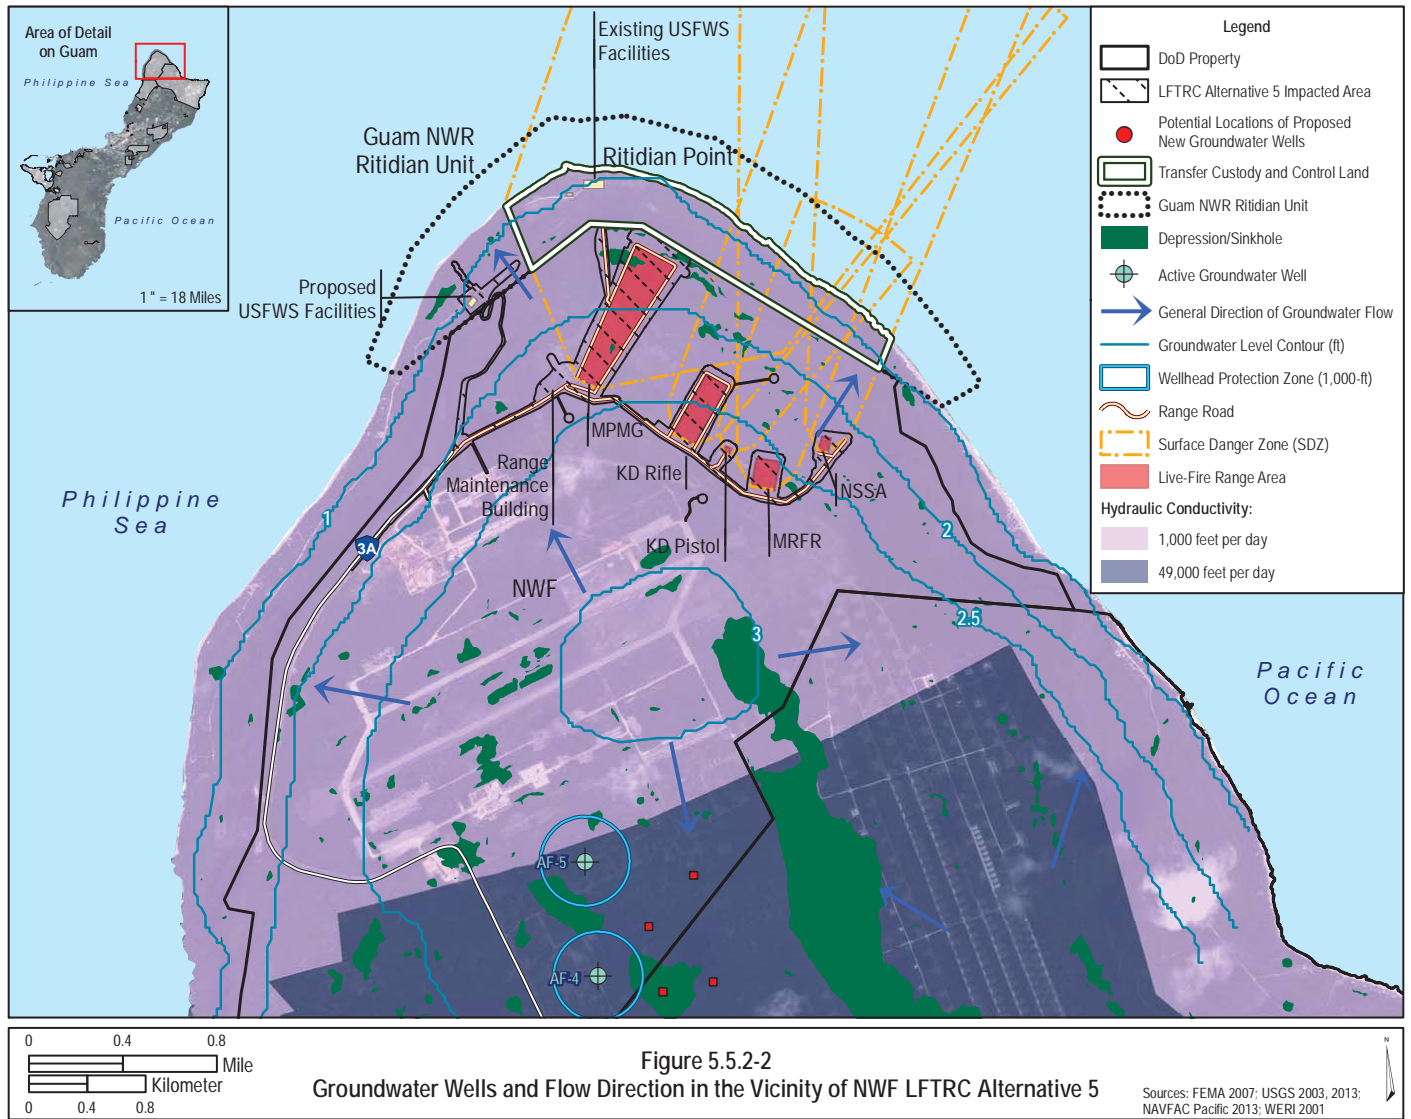 Area of Detail
on Guam
Philippine Sea
Pacific Ocean
1 " = 18 Miles
Existing USFWS
Facilities
Guam NWR
Ritidian Unit
Ritidian Point
Proposed
USFWS Facilities
MPMG
Range
Maintenance
Building
KD Rifle
NSSA
KD Pistol
MRFR
Philippine
Sea
1
3A
NWF
2
2.5
3
Pacific
Ocean
AF-5
AF-4
Legend
DoD Property
LFTRC Alternative 5 Impacted Area
Potential Locations of Proposed
New Groundwater Wells
Transfer Custody and Control Land
Guam NWR Ritidian Unit
Depression/Sinkhole
Active Groundwater Well
General Direction of Groundwater Flow
Groundwater Level Contour (ft)
Wellhead Protection Zone (1,000-ft)
Range Road
Surface Danger Zone (SDZ)
Live-Fire Range Area
Hydraulic Conductivity:
1,000 feet per day
49,000 feet per day
0 0.4 0.8
Mile
Kilometer
0 0.4 0.8
Figure 5.5.2-2
Groundwater Wells and Flow Direction in the Vicinity of NWF LFTRC Alternative 5
N
Sources: FEMA 2007; USGS 2003, 2013;
NAVFAC Pacific 2013; WERI 2001